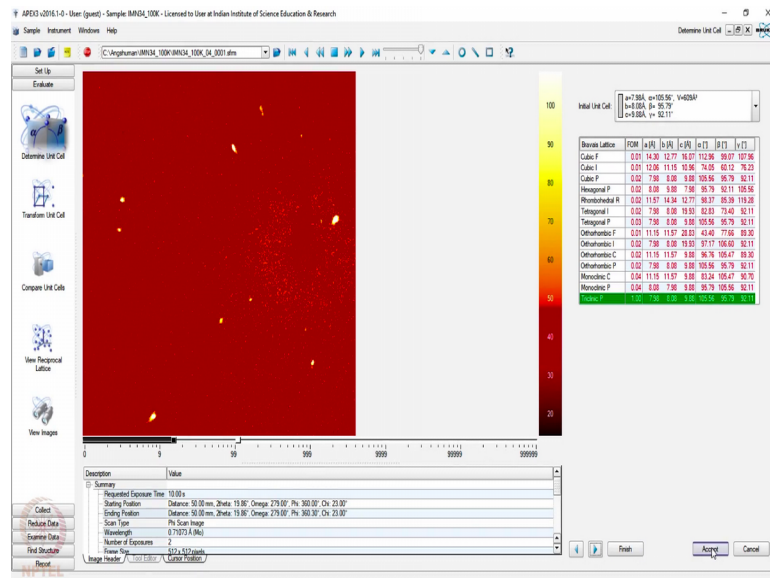 APEX3 v2016.1-0 - User: (guest) - Sample: IMN34_100K - Licensed to User at Indian Institute of Science Education & Research
Sample Instrument Windows Help
Determine Unit Cell
C:\Angshuman\IMN34_100K\IMN34_100K_04_0001.sfrm
Set Up
Evaluate
Determine Unit Cell
Transform Unit Cell
Compare Unit Cells
View Reciprocal
Lattice
View Images
Collect
Reduce Data
Examine Data
Find Structure
Report
NPTEL
100
90
80
70
60
50
40
30
20
0 9 99 999 9999 99999 999999
Description Value
Summary
Requested Exposure Time 10.00 s
Starting Position Distance: 50.00 mm, 2theta: 19.86°, Omega: 279.00°, Phi: 360.00°, Chi: 23.00°
Ending Position Distance: 50.00 mm, 2theta: 19.86°, Omega: 279.00°, Phi: 360.30°, Chi: 23.00°
Scan Type Phi Scan Image
Wavelength 0.71073 Å (Mo)
Number of Exposures 2
Frame Size 512 x 512 pixels
Image Header Tool Editor Cursor Position
Initial Unit Cell:
a=7.98Å, α=105.56°, V=609Å³
b=8.08Å, β= 95.79°
c=9.88Å, γ= 92.11°
Bravais Lattice FOM a [Å] b [Å] c [Å] α [°] β [°] γ [°]
Cubic F 0.01 14.30 12.77 16.07 112.96 99.07 107.96
Cubic I 0.01 12.06 11.15 10.96 74.05 60.12 76.23
Cubic P 0.02 7.98 8.08 9.88 105.56 95.79 92.11
Hexagonal P 0.02 8.08 9.88 7.98 95.79 92.11 105.56
Rhombohedral R 0.02 11.57 14.34 12.77 98.37 85.39 119.28
Tetragonal I 0.02 7.98 8.08 19.93 82.83 73.40 92.11
Tetragonal P 0.03 7.98 8.08 9.88 105.56 95.79 92.11
Orthorhombic F 0.01 11.15 11.57 28.83 43.40 77.66 89.30
Orthorhombic I 0.02 7.98 8.08 19.93 97.17 106.60 92.11
Orthorhombic C 0.02 11.15 11.57 9.88 96.76 105.47 89.30
Orthorhombic P 0.02 7.98 8.08 9.88 105.56 95.79 92.11
Monoclinic C 0.04 11.15 11.57 9.88 83.24 105.47 90.70
Monoclinic P 0.04 8.08 7.98 9.88 95.79 105.56 92.11
Triclinic P 1.00 7.98 8.08 9.88 105.56 95.79 92.11
Finish Accept Cancel